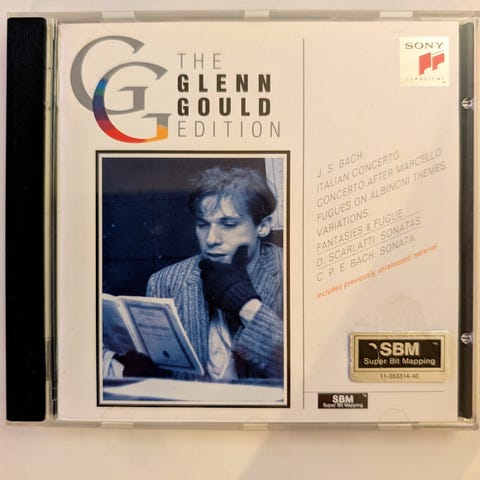 THE
GLENN
GOULD
EDITION
SONY
CLASSICAL
J. S. BACH:
ITALIAN CONCERTO
CONCERTO AFTER MARCELLO
FUGUES ON ALBINONI THEMES
VARIATIONS,
FANTASIES & FUGUE
D. SCARLATTI: SONATAS
C. P. E. BACH: SONATA
includes previously unreleased material
SBM
Super Bit Mapping
11-053314-40
SBM
Super Bit Mapping